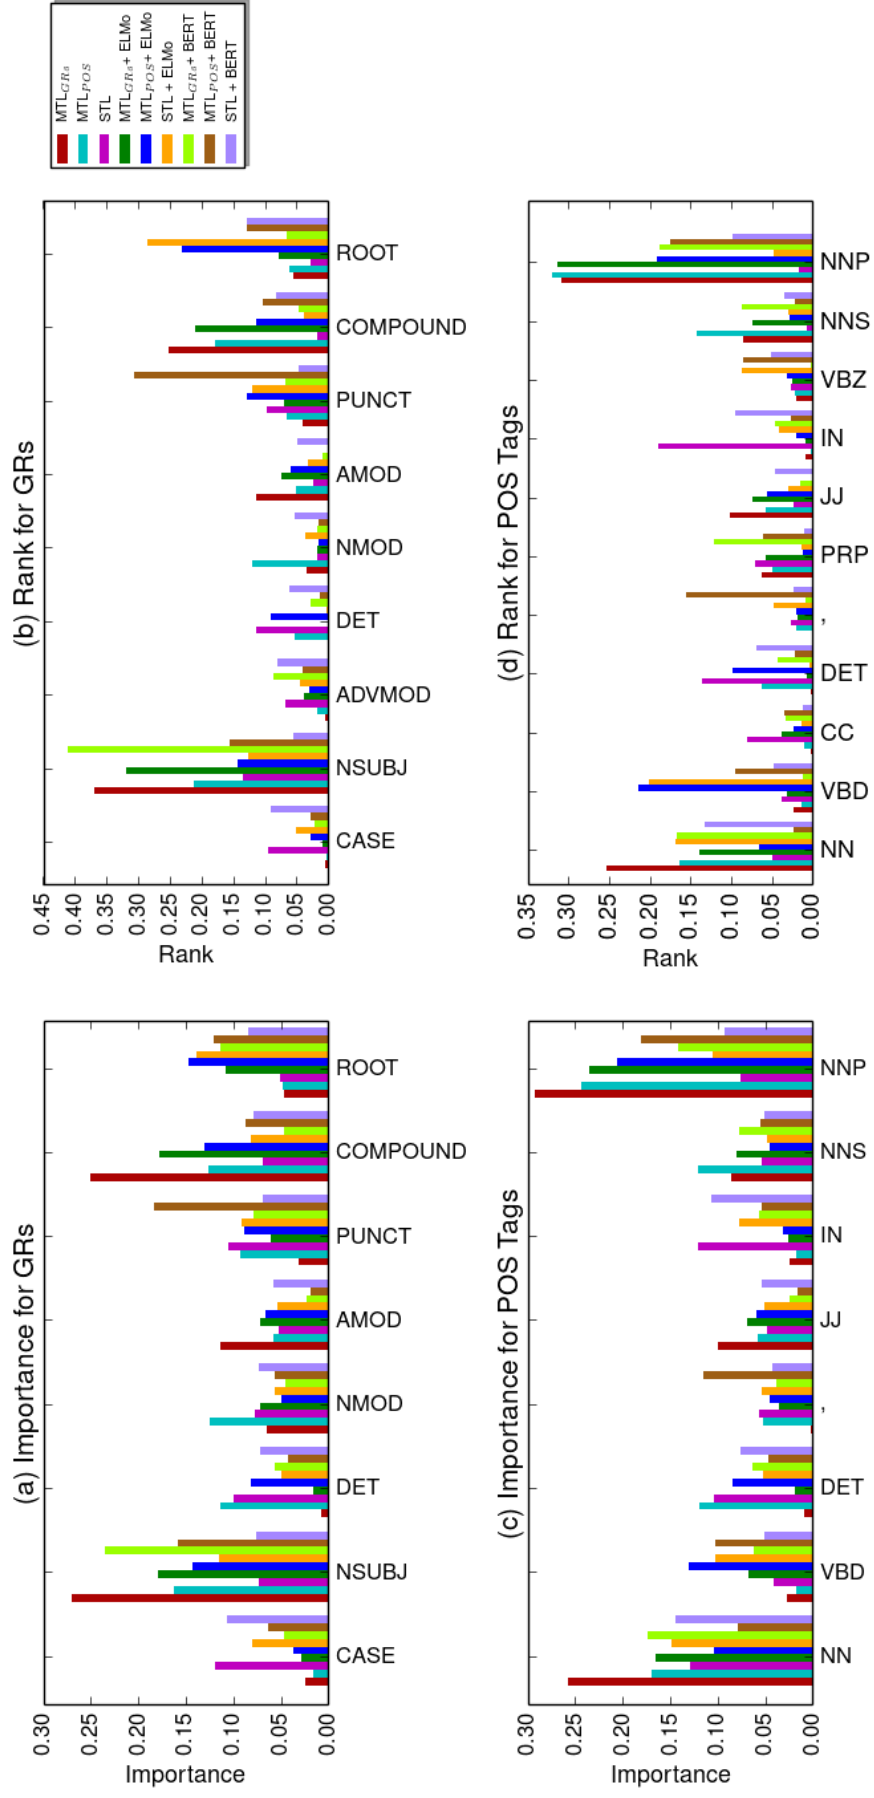 (a) Importance for GRs
Importance
0.30
0.25
0.20
0.15
0.10
0.05
0.00
CASE
NSUBJ
DET
NMOD
AMOD
PUNCT
COMPOUND
ROOT
(b) Rank for GRs
Rank
0.45
0.40
0.35
0.30
0.25
0.20
0.15
0.10
0.05
0.00
CASE
NSUBJ
ADVMOD
DET
NMOD
AMOD
PUNCT
COMPOUND
ROOT
MTL_GRs
MTL_POS
STL
MTL_GRs+ ELMo
MTL_POS+ ELMo
STL + ELMo
MTL_GRs+ BERT
MTL_POS+ BERT
STL + BERT
(c) Importance for POS Tags
Importance
0.30
0.25
0.20
0.15
0.10
0.05
0.00
NN
VBD
DET
,
JJ
IN
NNS
NNP
(d) Rank for POS Tags
Rank
0.35
0.30
0.25
0.20
0.15
0.10
0.05
0.00
NN
VBD
CC
DET
,
PRP
JJ
IN
VBZ
NNS
NNP